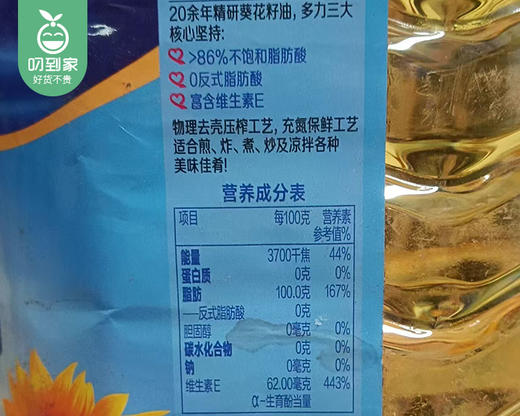 叨到家
好货不贵
20余年精研葵花籽油，多力三大
核心坚持：
>86%不饱和脂肪酸
0反式脂肪酸
富含维生素E
物理去壳压榨工艺，充氮保鲜工艺
适合煎、炸、煮、炒及凉拌各种
美味佳肴！
营养成分表
项目 每100克 营养素
参考值%
能量 3700千焦 44%
蛋白质 0克 0%
脂肪 100.0克 167%
——反式脂肪酸 0克
胆固醇 0毫克 0%
碳水化合物 0克 0%
钠 0毫克 0%
维生素E 62.00毫克 443%
α-生育酚当量